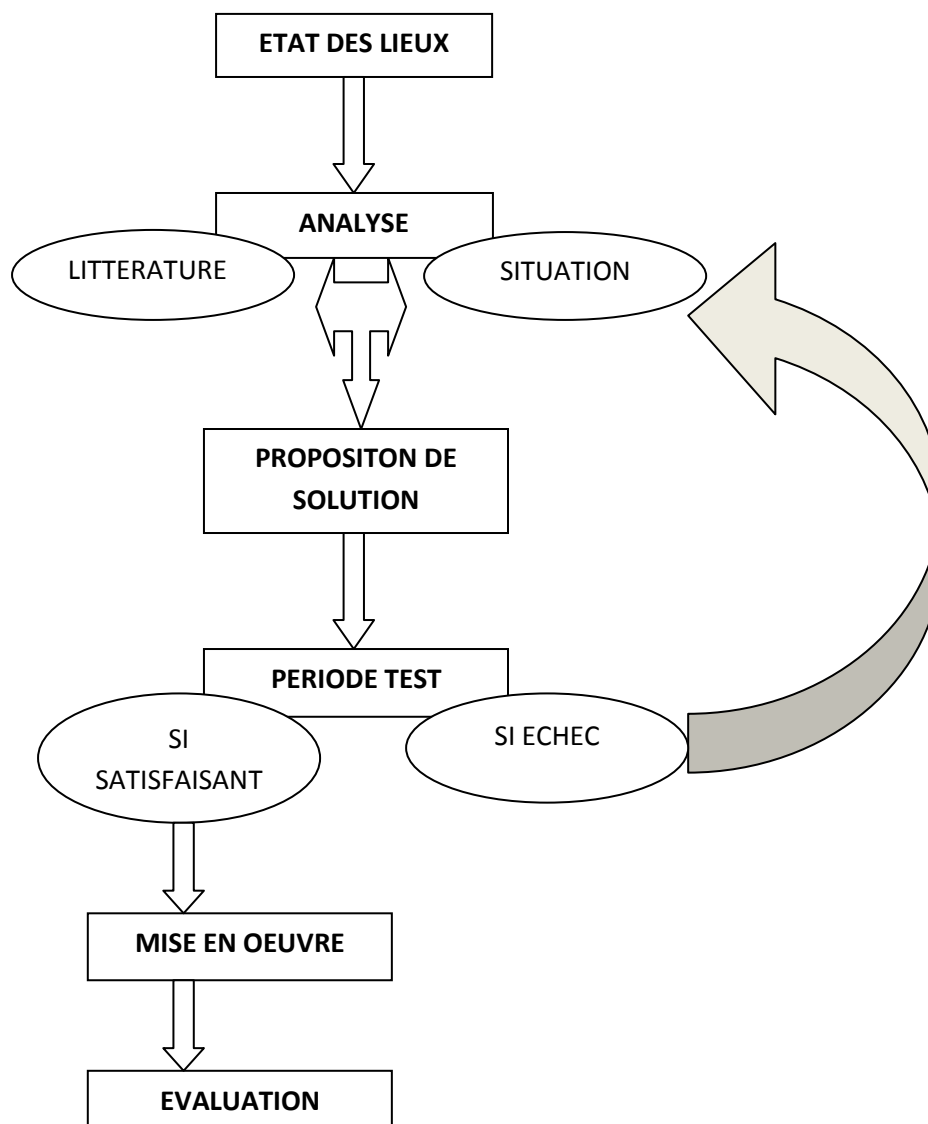 ETAT DES LIEUX
ANALYSE
LITTERATURE
SITUATION
PROPOSITON DE
SOLUTION
PERIODE TEST
SI
SATISFAISANT
SI ECHEC
MISE EN OEUVRE
EVALUATION